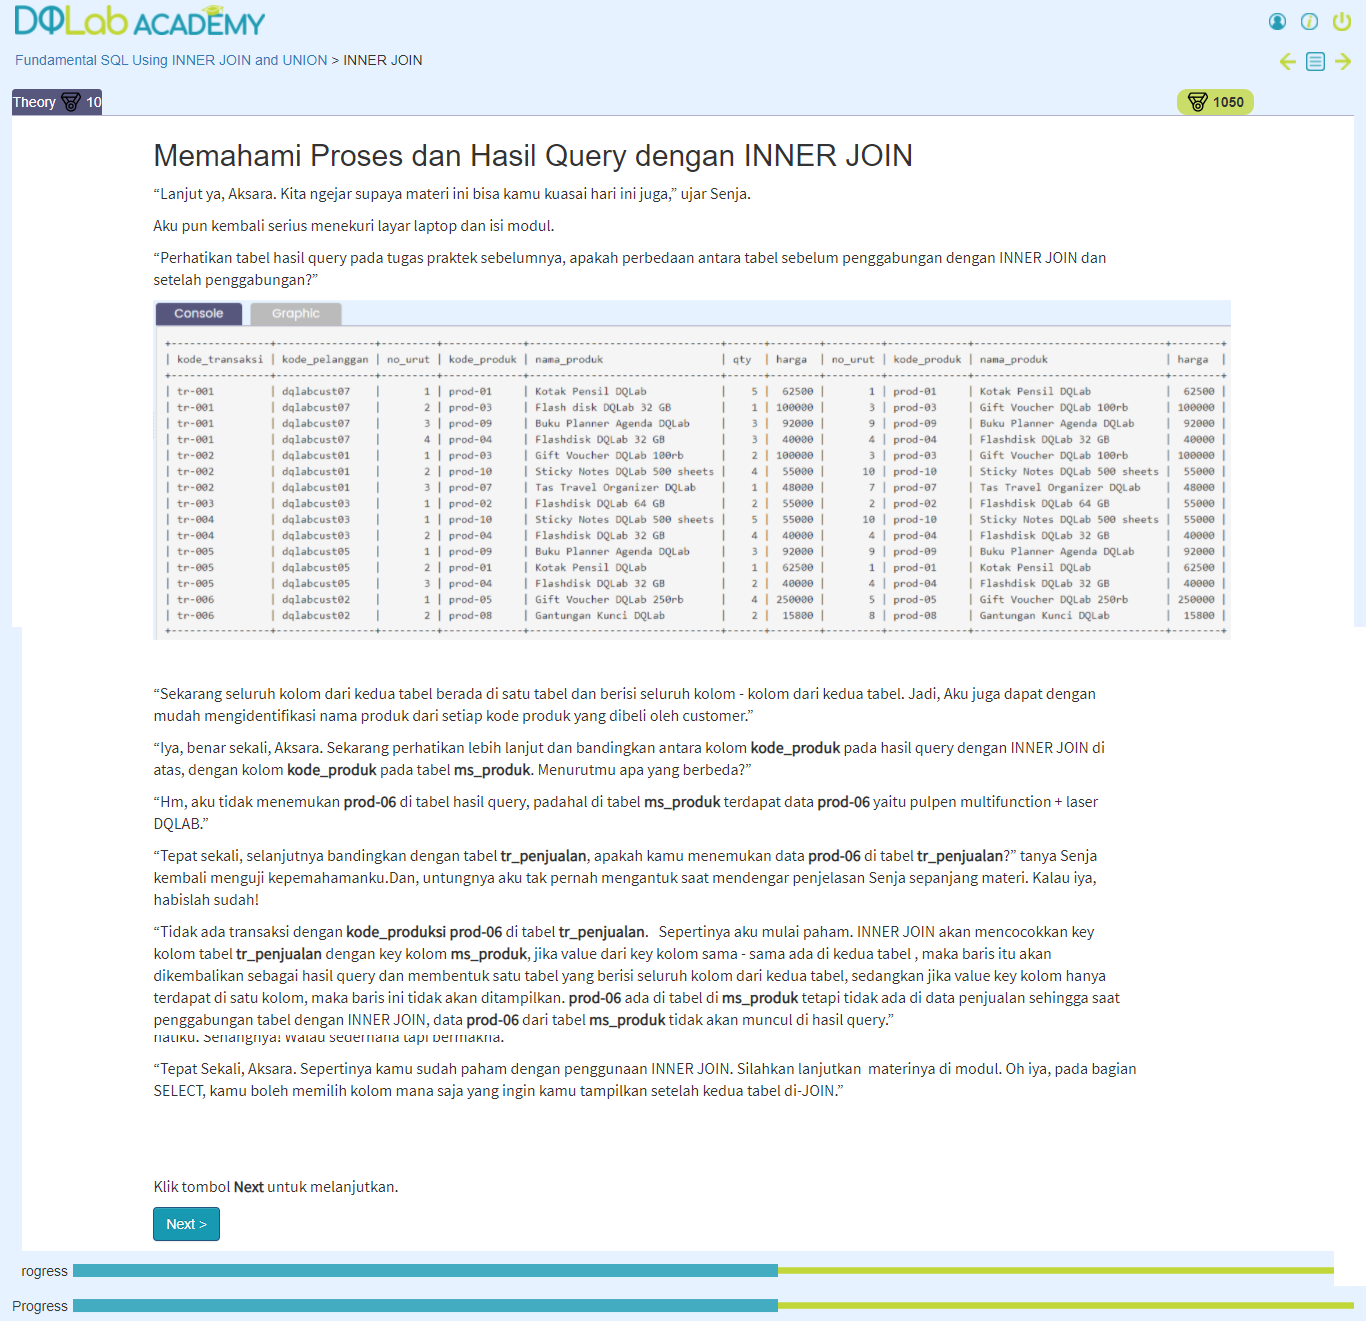 DQLab ACADEMY
Fundamental SQL Using INNER JOIN and UNION > INNER JOIN
Theory 10
1050
Memahami Proses dan Hasil Query dengan INNER JOIN
“Lanjut ya, Aksara. Kita ngejar supaya materi ini bisa kamu kuasai hari ini juga,” ujar Senja.
Aku pun kembali serius menekuri layar laptop dan isi modul.
“Perhatikan tabel hasil query pada tugas praktek sebelumnya, apakah perbedaan antara tabel sebelum penggabungan dengan INNER JOIN dan
setelah penggabungan?”
Console Graphic
| kode_transaksi | kode_pelanggan | no_urut | kode_produk | nama_produk | qty | harga | no_urut | kode_produk | nama_produk | harga |
| tr-001 | dqlabcust07 | 1 | prod-01 | Kotak Pensil DQLab | 5 | 62500 | 1 | prod-01 | Kotak Pensil DQLab | 62500 |
| tr-001 | dqlabcust07 | 2 | prod-03 | Flash disk DQLab 32 GB | 1 | 100000 | 3 | prod-03 | Gift Voucher DQLab 100rb | 100000 |
| tr-001 | dqlabcust07 | 3 | prod-09 | Buku Planner Agenda DQLab | 3 | 92000 | 9 | prod-09 | Buku Planner Agenda DQLab | 92000 |
| tr-001 | dqlabcust07 | 4 | prod-04 | Flashdisk DQLab 32 GB | 3 | 40000 | 4 | prod-04 | Flashdisk DQLab 32 GB | 40000 |
| tr-002 | dqlabcust01 | 1 | prod-03 | Gift Voucher DQLab 100rb | 2 | 100000 | 3 | prod-03 | Gift Voucher DQLab 100rb | 100000 |
| tr-002 | dqlabcust01 | 2 | prod-10 | Sticky Notes DQLab 500 sheets | 4 | 55000 | 10 | prod-10 | Sticky Notes DQLab 500 sheets | 55000 |
| tr-002 | dqlabcust01 | 3 | prod-07 | Tas Travel Organizer DQLab | 1 | 48000 | 7 | prod-07 | Tas Travel Organizer DQLab | 48000 |
| tr-003 | dqlabcust03 | 1 | prod-02 | Flashdisk DQLab 64 GB | 2 | 55000 | 2 | prod-02 | Flashdisk DQLab 64 GB | 55000 |
| tr-004 | dqlabcust03 | 1 | prod-10 | Sticky Notes DQLab 500 sheets | 5 | 55000 | 10 | prod-10 | Sticky Notes DQLab 500 sheets | 55000 |
| tr-004 | dqlabcust03 | 2 | prod-04 | Flashdisk DQLab 32 GB | 4 | 40000 | 4 | prod-04 | Flashdisk DQLab 32 GB | 40000 |
| tr-005 | dqlabcust05 | 1 | prod-09 | Buku Planner Agenda DQLab | 3 | 92000 | 9 | prod-09 | Buku Planner Agenda DQLab | 92000 |
| tr-005 | dqlabcust05 | 2 | prod-01 | Kotak Pensil DQLab | 1 | 62500 | 1 | prod-01 | Kotak Pensil DQLab | 62500 |
| tr-005 | dqlabcust05 | 3 | prod-04 | Flashdisk DQLab 32 GB | 2 | 40000 | 4 | prod-04 | Flashdisk DQLab 32 GB | 40000 |
| tr-006 | dqlabcust02 | 1 | prod-05 | Gift Voucher DQLab 250rb | 4 | 250000 | 5 | prod-05 | Gift Voucher DQLab 250rb | 250000 |
| tr-006 | dqlabcust02 | 2 | prod-08 | Gantungan Kunci DQLab | 2 | 15800 | 8 | prod-08 | Gantungan Kunci DQLab | 15800 |
“Sekarang seluruh kolom dari kedua tabel berada di satu tabel dan berisi seluruh kolom - kolom dari kedua tabel. Jadi, Aku juga dapat dengan
mudah mengidentifikasi nama produk dari setiap kode produk yang dibeli oleh customer.”
“Iya, benar sekali, Aksara. Sekarang perhatikan lebih lanjut dan bandingkan antara kolom kode_produk pada hasil query dengan INNER JOIN di
atas, dengan kolom kode_produk pada tabel ms_produk. Menurutmu apa yang berbeda?”
“Hm, aku tidak menemukan prod-06 di tabel hasil query, padahal di tabel ms_produk terdapat data prod-06 yaitu pulpen multifunction + laser
DQLAB.”
“Tepat sekali, selanjutnya bandingkan dengan tabel tr_penjualan, apakah kamu menemukan data prod-06 di tabel tr_penjualan?” tanya Senja
kembali menguji kepemahamanku.Dan, untungnya aku tak pernah mengantuk saat mendengar penjelasan Senja sepanjang materi. Kalau iya,
habislah sudah!
“Tidak ada transaksi dengan kode_produksi prod-06 di tabel tr_penjualan. Sepertinya aku mulai paham. INNER JOIN akan mencocokkan key
kolom tabel tr_penjualan dengan key kolom ms_produk, jika value dari key kolom sama - sama ada di kedua tabel , maka baris itu akan
dikembalikan sebagai hasil query dan membentuk satu tabel yang berisi seluruh kolom dari kedua tabel, sedangkan jika value key kolom hanya
terdapat di satu kolom, maka baris ini tidak akan ditampilkan. prod-06 ada di tabel di ms_produk tetapi tidak ada di data penjualan sehingga saat
penggabungan tabel dengan INNER JOIN, data prod-06 dari tabel ms_produk tidak akan muncul di hasil query.”
hatiku. Senangnya! Walau sederhana tapi bermakna.
“Tepat Sekali, Aksara. Sepertinya kamu sudah paham dengan penggunaan INNER JOIN. Silahkan lanjutkan materinya di modul. Oh iya, pada bagian
SELECT, kamu boleh memilih kolom mana saja yang ingin kamu tampilkan setelah kedua tabel di-JOIN.”
Klik tombol Next untuk melanjutkan.
Next >
rogress
Progress